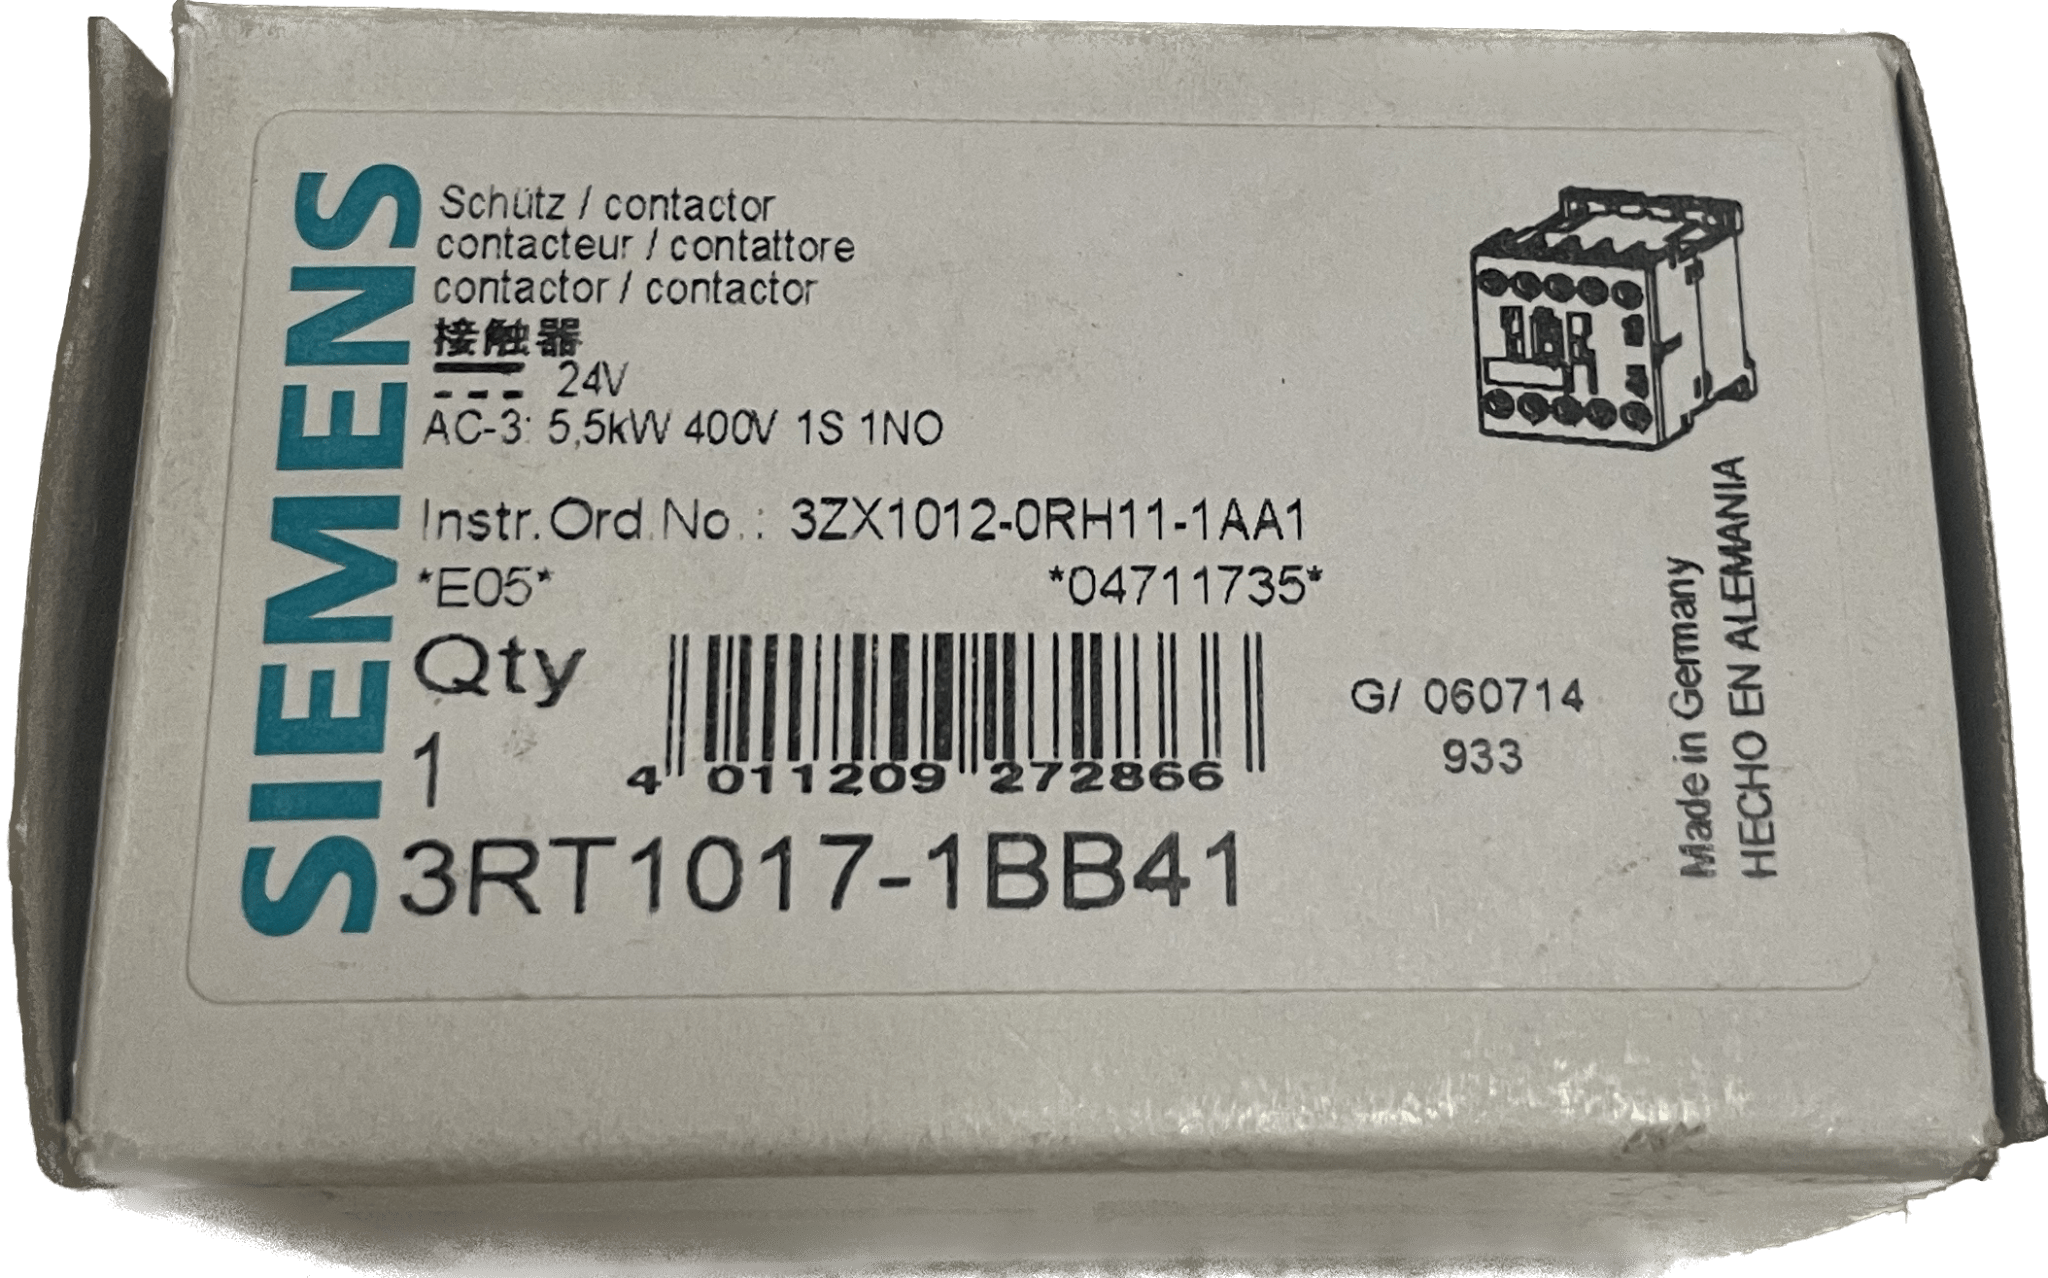 SIEMENS
Schütz / contactor
contacteur / contattore
contactor / contactor
接触器
24V
AC-3: 5,5kW 400V 1S 1NO
Instr.Ord.No.: 3ZX1012-0RH11-1AA1
*E05* *04711735*
Qty
1
4 011209 272866
G/ 060714
933
3RT1017-1BB41
Made in Germany
HECHO EN ALEMANIA